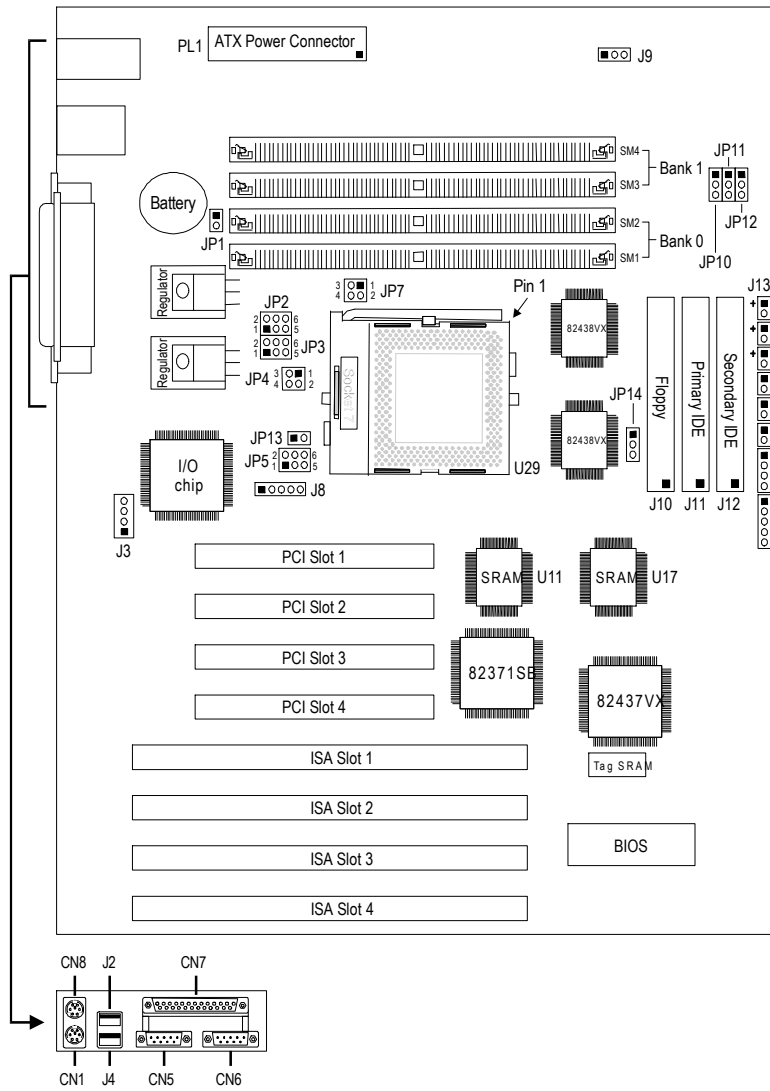 PL1
ATX Power Connector
J9
SM4
SM3
Bank 1
SM2
SM1
Bank 0
JP11
JP12
JP10
Battery
JP1
Regulator
Regulator
JP7
3 1
4 2
Pin 1
JP2
2 6
1 5
JP3
2 6
1 5
JP4
3 1
4 2
Socket 7
82438VX
82438VX
JP14
J13
+
+
+
Floppy
Primary IDE
Secondary IDE
J10
J11
J12
JP13
JP5
2 6
1 5
J8
U29
I/O
chip
J3
PCI Slot 1
PCI Slot 2
PCI Slot 3
PCI Slot 4
SRAM
U11
SRAM
U17
82371SB
82437VX
Tag SRAM
ISA Slot 1
ISA Slot 2
ISA Slot 3
ISA Slot 4
BIOS
CN8
J2
CN7
CN1
J4
CN5
CN6